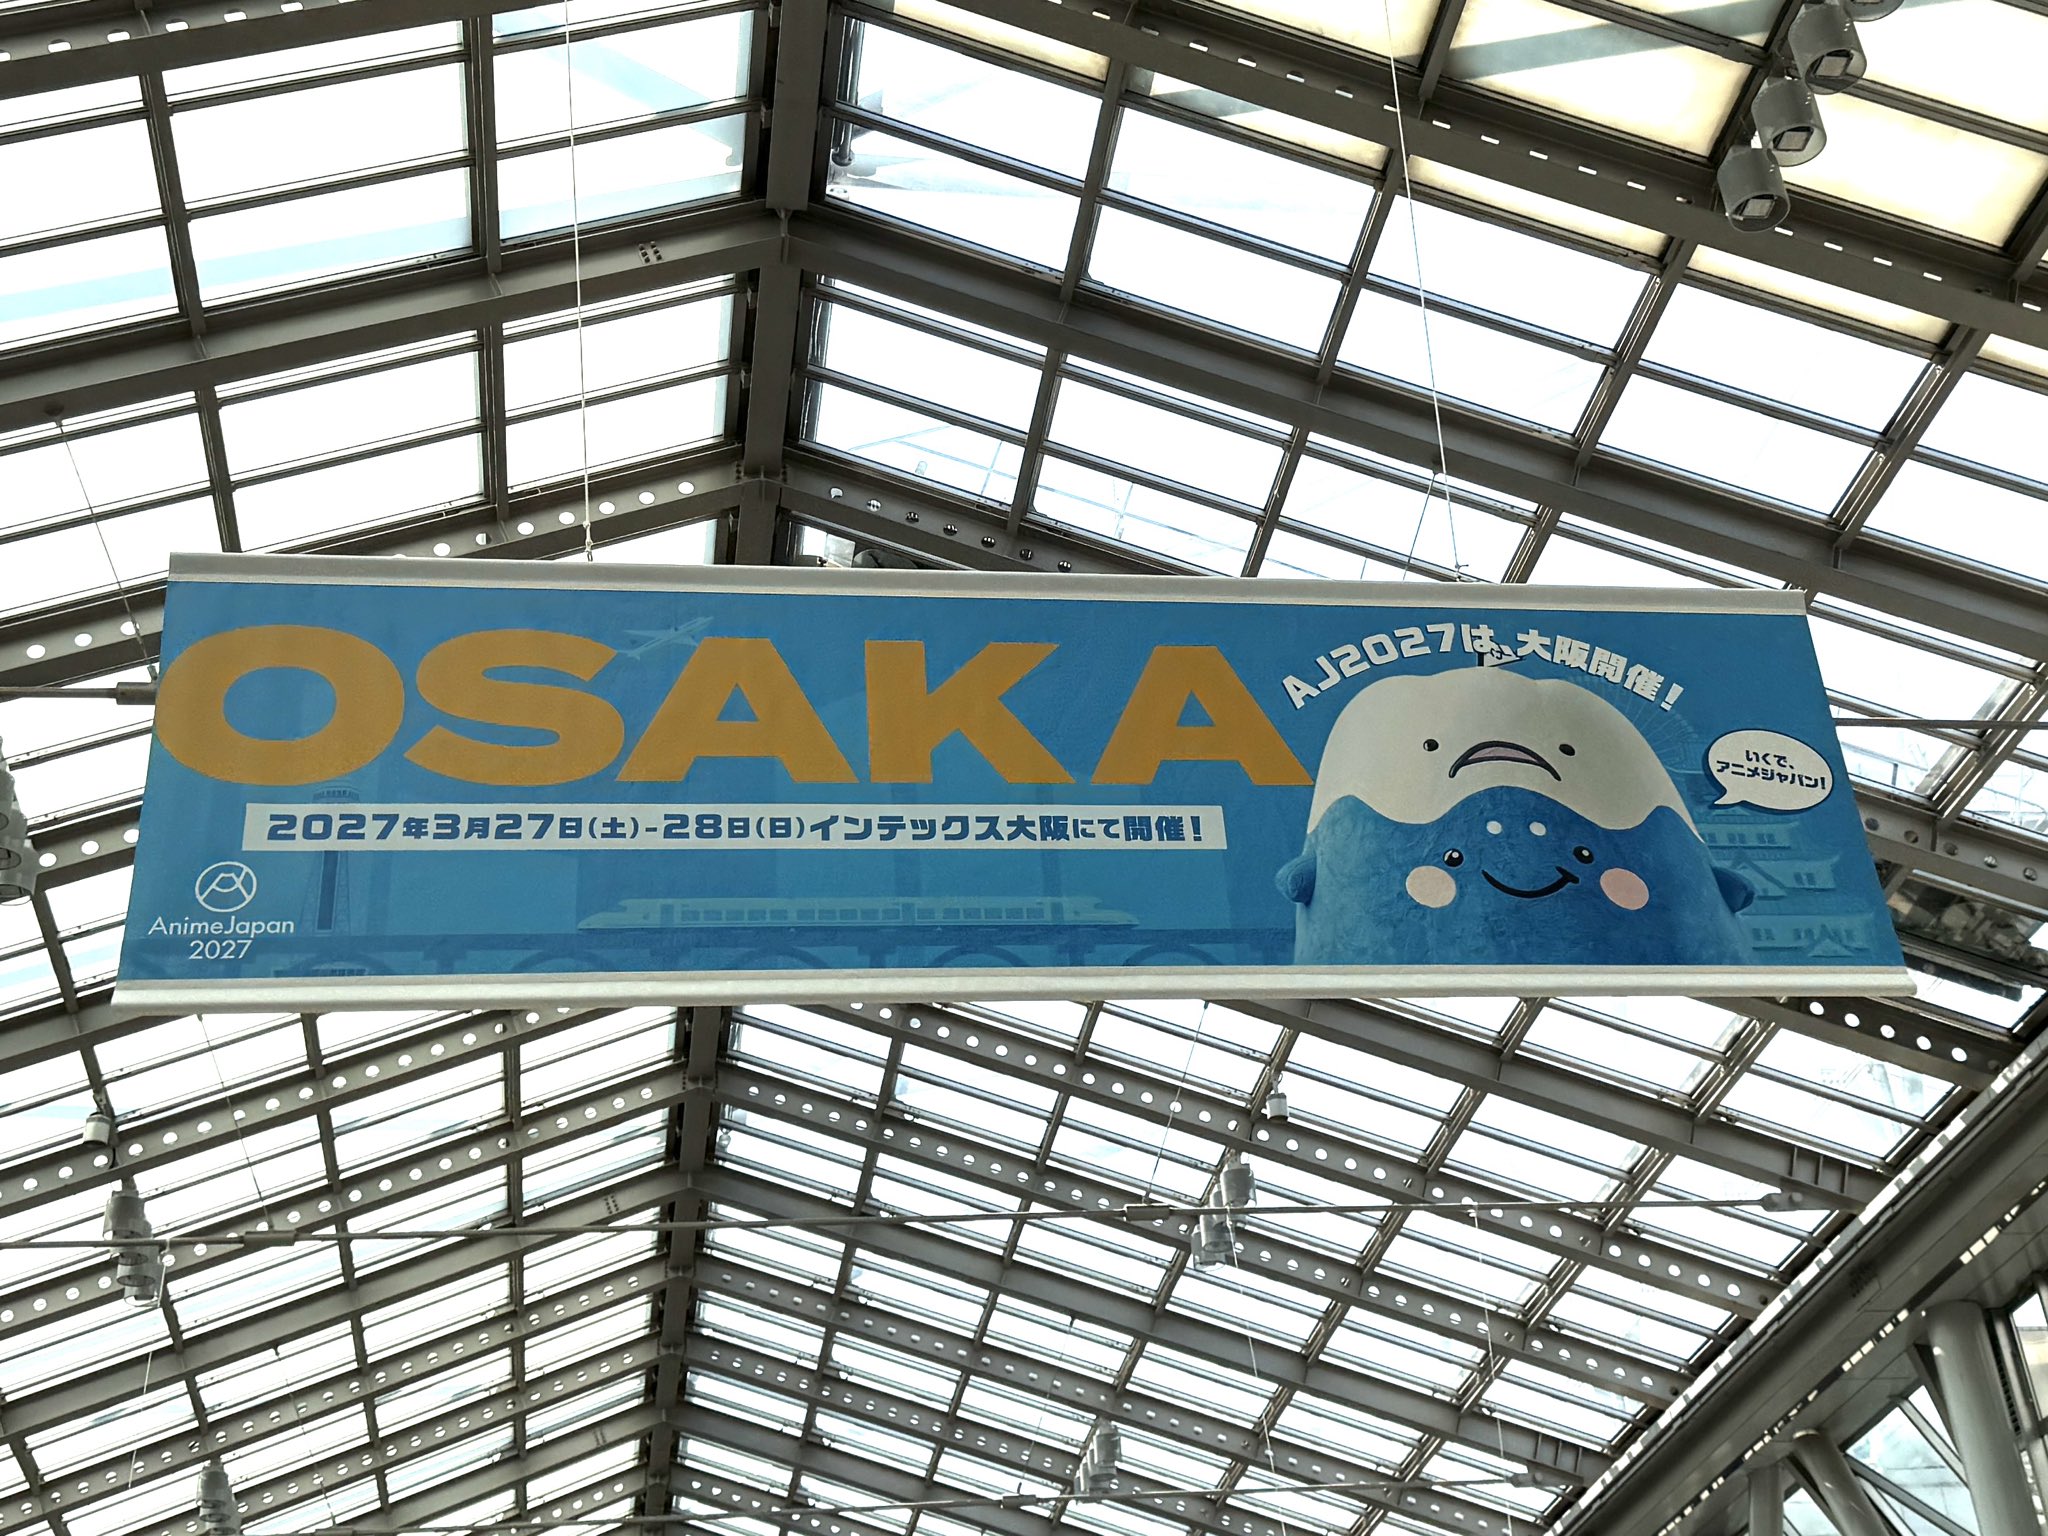 OSAKA
AJ2027は、大阪開催！
いくで、
アニメジャパン！
2027年3月27日（土）-28日（日）インテックス大阪にて開催！
AnimeJapan
2027